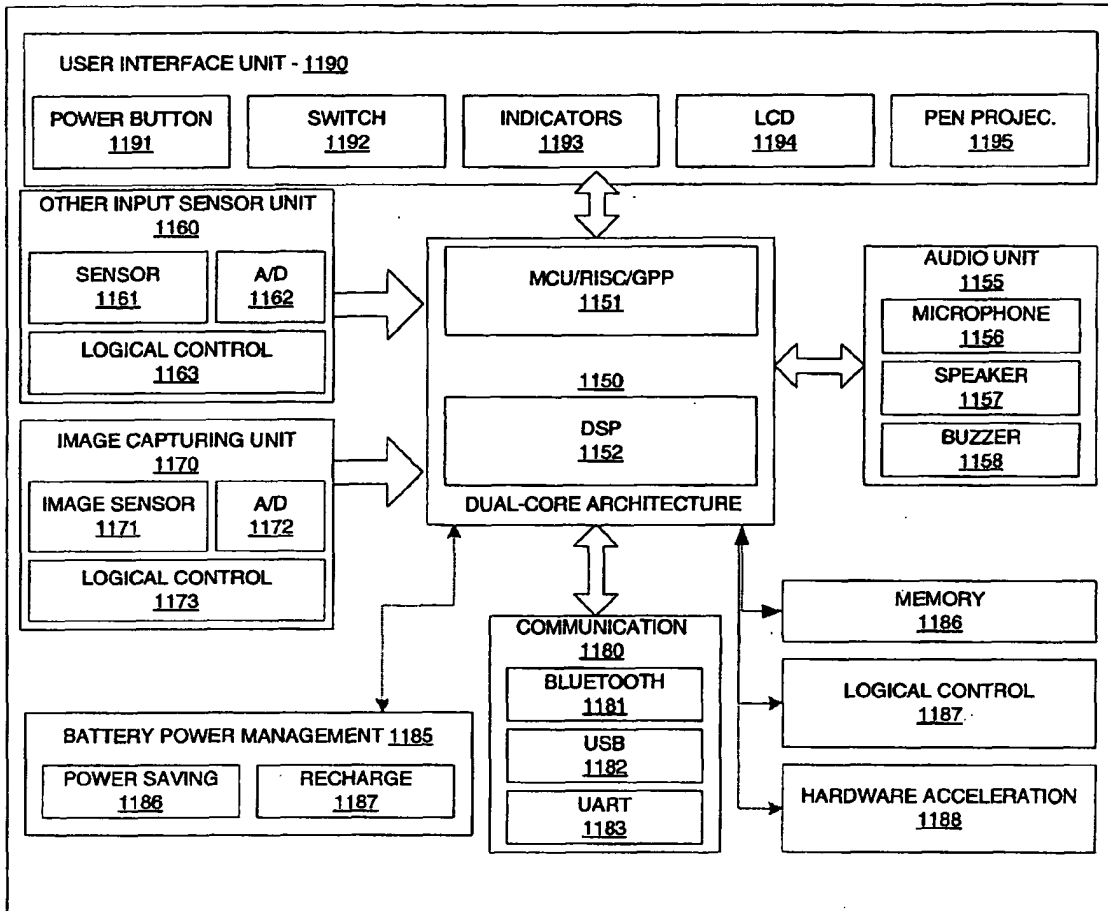 USER INTERFACE UNIT - 1190
POWER BUTTON
1191
SWITCH
1192
INDICATORS
1193
LCD
1194
PEN PROJEC.
1195
OTHER INPUT SENSOR UNIT
1160
SENSOR
1161
A/D
1162
LOGICAL CONTROL
1163
MCU/RISC/GPP
1151
1150
DSP
1152
DUAL-CORE ARCHITECTURE
AUDIO UNIT
1155
MICROPHONE
1156
SPEAKER
1157
BUZZER
1158
IMAGE CAPTURING UNIT
1170
IMAGE SENSOR
1171
A/D
1172
LOGICAL CONTROL
1173
COMMUNICATION
1180
BLUETOOTH
1181
USB
1182
UART
1183
MEMORY
1186
LOGICAL CONTROL
1187
HARDWARE ACCELERATION
1188
BATTERY POWER MANAGEMENT 1185
POWER SAVING
1186
RECHARGE
1187